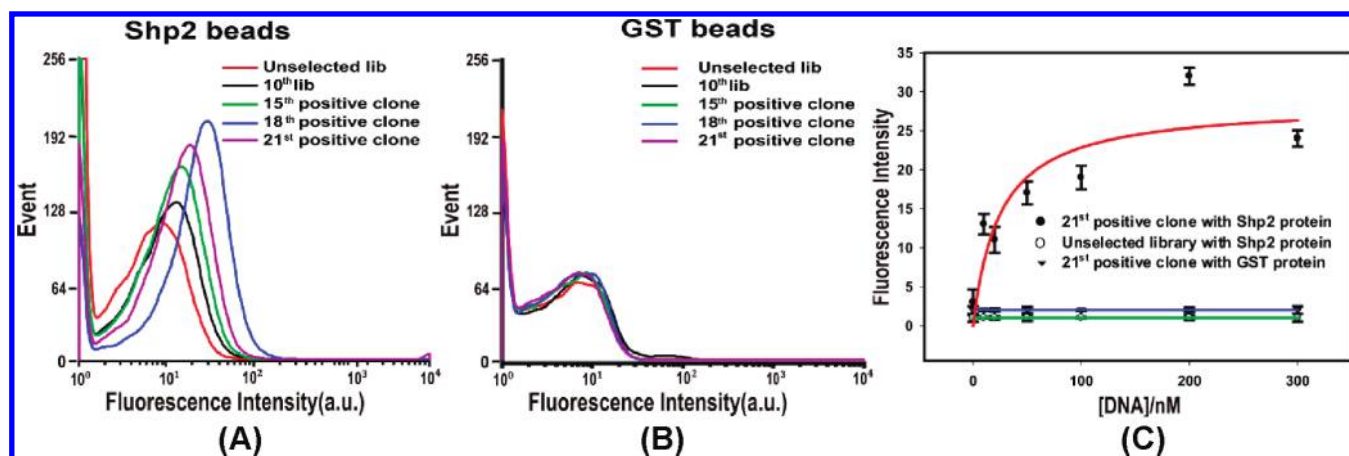 Shp2 beads
256
192
128
64
0
Event
Unselected lib
10th lib
15th positive clone
18th positive clone
21st positive clone
10^0
10^1
10^2
10^3
10^4
Fluorescence Intensity(a.u.)
(A)
GST beads
256
192
128
64
0
Event
Unselected lib
10th lib
15th positive clone
18th positive clone
21st positive clone
10^0
10^1
10^2
10^3
10^4
Fluorescence Intensity(a.u.)
(B)
35
30
25
20
15
10
5
0
Fluorescence Intensity
21st positive clone with Shp2 protein
Unselected library with Shp2 protein
21st positive clone with GST protein
0
100
200
300
[DNA]/nM
(C)